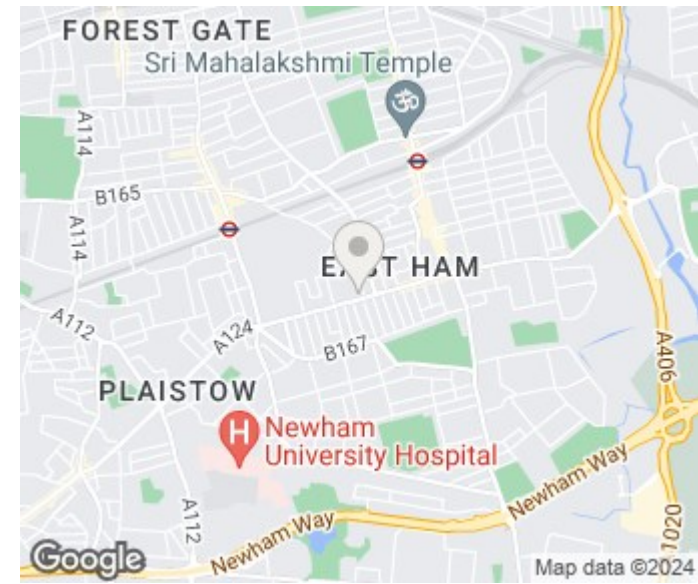 FOREST GATE
Sri Mahalakshmi Temple
ॐ
A114
B165
A114
EAST HAM
A112
A124
B167
A406
PLAISTOW
H
Newham
University Hospital
Newham Way
A112
Newham Way
1020
Google
Map data ©2024